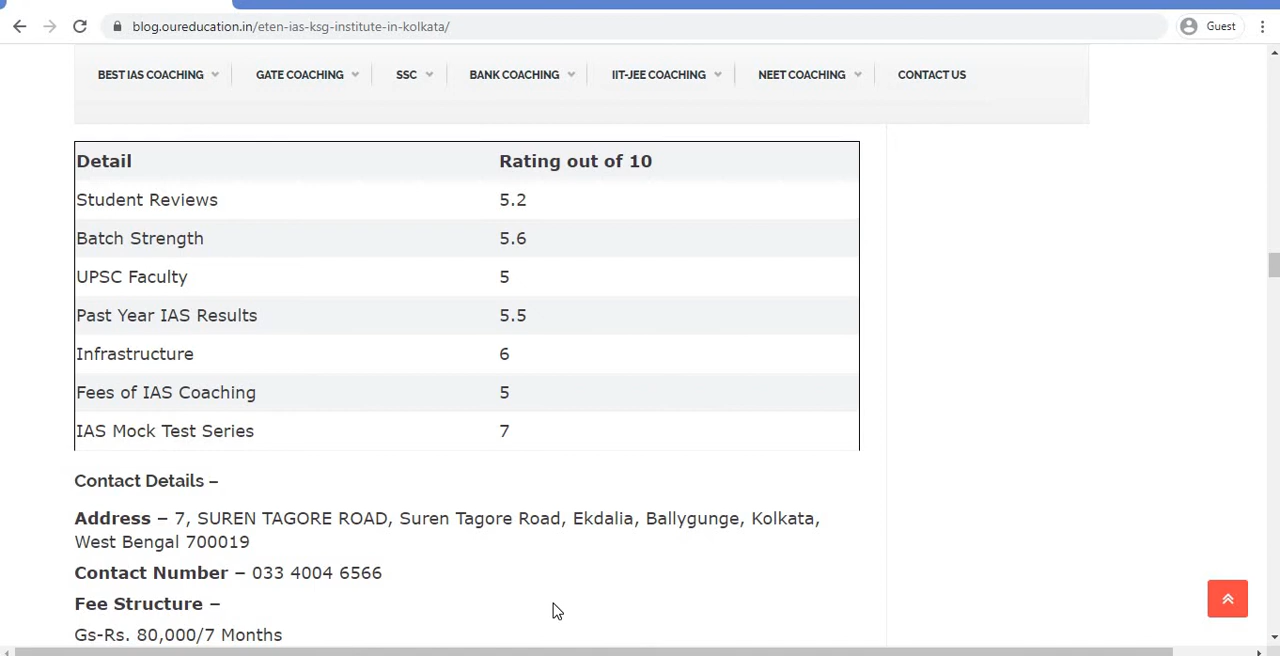 blog.oureducation.in/eten-ias-ksg-institute-in-kolkata/ Guest
BEST IAS COACHING GATE COACHING SSC BANK COACHING IIT-JEE COACHING NEET COACHING CONTACT US
Detail Rating out of 10
Student Reviews 5.2
Batch Strength 5.6
UPSC Faculty 5
Past Year IAS Results 5.5
Infrastructure 6
Fees of IAS Coaching 5
IAS Mock Test Series 7
Contact Details –
Address – 7, SUREN TAGORE ROAD, Suren Tagore Road, Ekdalia, Ballygunge, Kolkata,
West Bengal 700019
Contact Number – 033 4004 6566
Fee Structure –
Gs-Rs. 80,000/7 Months